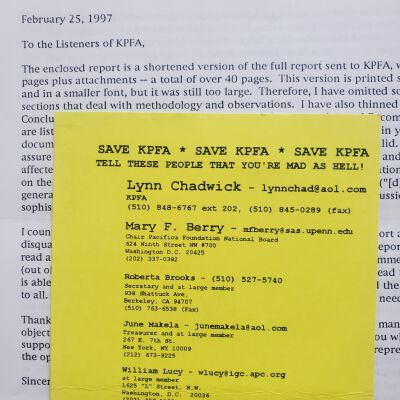 February 25, 1997
To the Listeners of KPFA,
The enclosed report is a shortened version of the full report sent to KPFA,
pages plus attachments -- a total of over 40 pages. This version is printed
and in a smaller font, but it was still too large. Therefore, I have omitted
sections that deal with methodology and observations. I have also thinned
Conclu
are list
docum
assure
affecte
on the
genera
sophis
SAVE KPFA * SAVE KPFA * SAVE KPFA
TELL THESE PEOPLE THAT YOU'RE MAD AS HELL!
Lynn Chadwick - lynnchad@aol.com
KPFA
(510) 848-6767 ext 202, (510) 845-0289 (fax)
Mary F. Berry - mfberry@sas.upenn.edu
Chair Pacifica Foundation National Board
624 Ninth Street NW #700
Washington D.C. 20425
(202) 337-0382
Roberta Brooks - (510) 527-5740
Secretary and at large member
938 Shattuck Ave,
Berkeley, CA 94707
(510) 763-6538 (Fax)
June Makela - junemakela@aol.com
Treasurer and at large member
267 E. 7th St.
New York, NY 10009
(212) 673-9225
William Lucy - wlucy@igc.apc.org
at large member
1625 "L" Street, N.W.
Washington, D.C. 20036
I coun
disqua
read a
(out of
is able
to all.
Thank
object
suppo
the op
Sincer